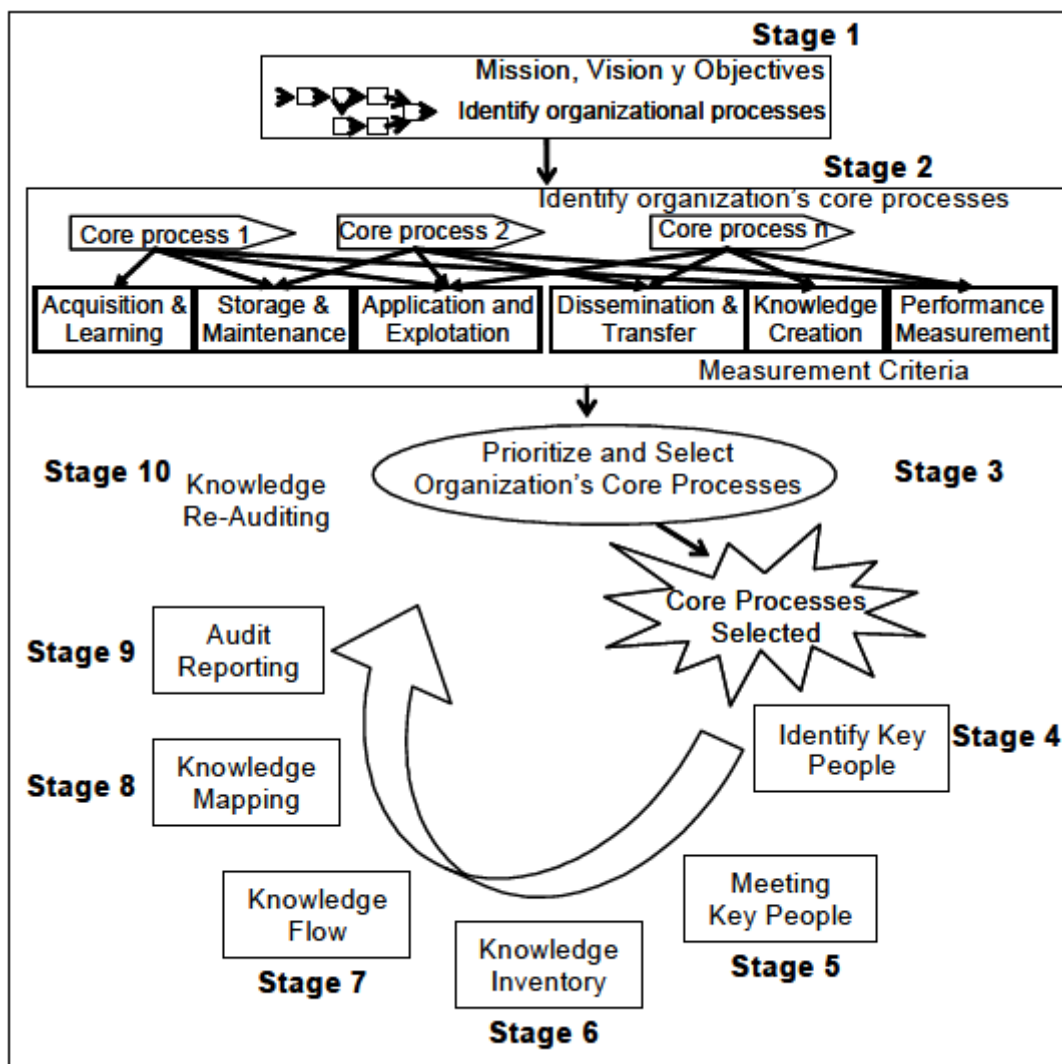 Stage 1
Mission, Vision y Objectives
Identify organizational processes
Stage 2
Identify organization's core processes
Core process 1
Core process 2
Core process n
Acquisition &
Learning
Storage &
Maintenance
Application and
Explotation
Dissemination &
Transfer
Knowledge
Creation
Performance
Measurement
Measurement Criteria
Prioritize and Select
Organization's Core Processes
Stage 3
Stage 10
Knowledge
Re-Auditing
Core Processes
Selected
Stage 9
Audit
Reporting
Identify Key
People
Stage 4
Stage 8
Knowledge
Mapping
Meeting
Key People
Stage 5
Knowledge
Flow
Stage 7
Knowledge
Inventory
Stage 6